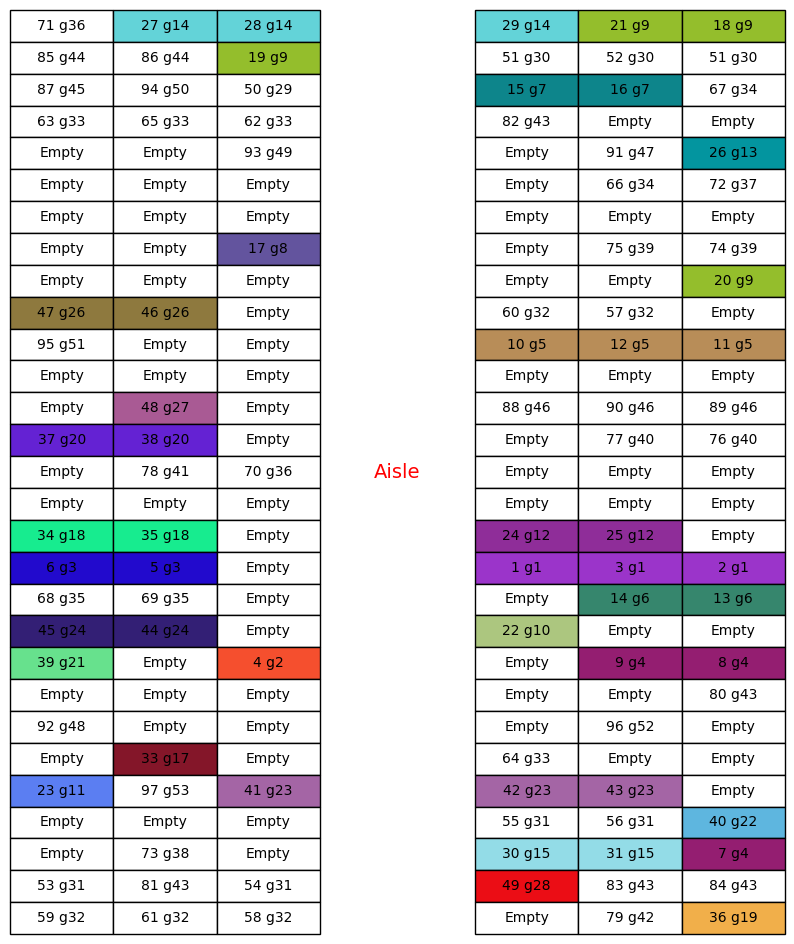 71 g36 27 g14 28 g14 29 g14 21 g9 18 g9
85 g44 86 g44 19 g9 51 g30 52 g30 51 g30
87 g45 94 g50 50 g29 15 g7 16 g7 67 g34
63 g33 65 g33 62 g33 82 g43 Empty Empty
Empty Empty 93 g49 Empty 91 g47 26 g13
Empty Empty Empty Empty 66 g34 72 g37
Empty Empty Empty Empty Empty Empty
Empty Empty 17 g8 Empty 75 g39 74 g39
Empty Empty Empty Empty Empty 20 g9
47 g26 46 g26 Empty 60 g32 57 g32 Empty
95 g51 Empty Empty 10 g5 12 g5 11 g5
Empty Empty Empty Empty Empty Empty
Empty 48 g27 Empty 88 g46 90 g46 89 g46
37 g20 38 g20 Empty Empty 77 g40 76 g40
Empty 78 g41 70 g36 Aisle Empty Empty Empty
Empty Empty Empty Empty Empty Empty
34 g18 35 g18 Empty 24 g12 25 g12 Empty
6 g3 5 g3 Empty 1 g1 3 g1 2 g1
68 g35 69 g35 Empty Empty 14 g6 13 g6
45 g24 44 g24 Empty 22 g10 Empty Empty
39 g21 Empty 4 g2 Empty 9 g4 8 g4
Empty Empty Empty Empty Empty 80 g43
92 g48 Empty Empty Empty 96 g52 Empty
Empty 33 g17 Empty 64 g33 Empty Empty
23 g11 97 g53 41 g23 42 g23 43 g23 Empty
Empty Empty Empty 55 g31 56 g31 40 g22
Empty 73 g38 Empty 30 g15 31 g15 7 g4
53 g31 81 g43 54 g31 49 g28 83 g43 84 g43
59 g32 61 g32 58 g32 Empty 79 g42 36 g19